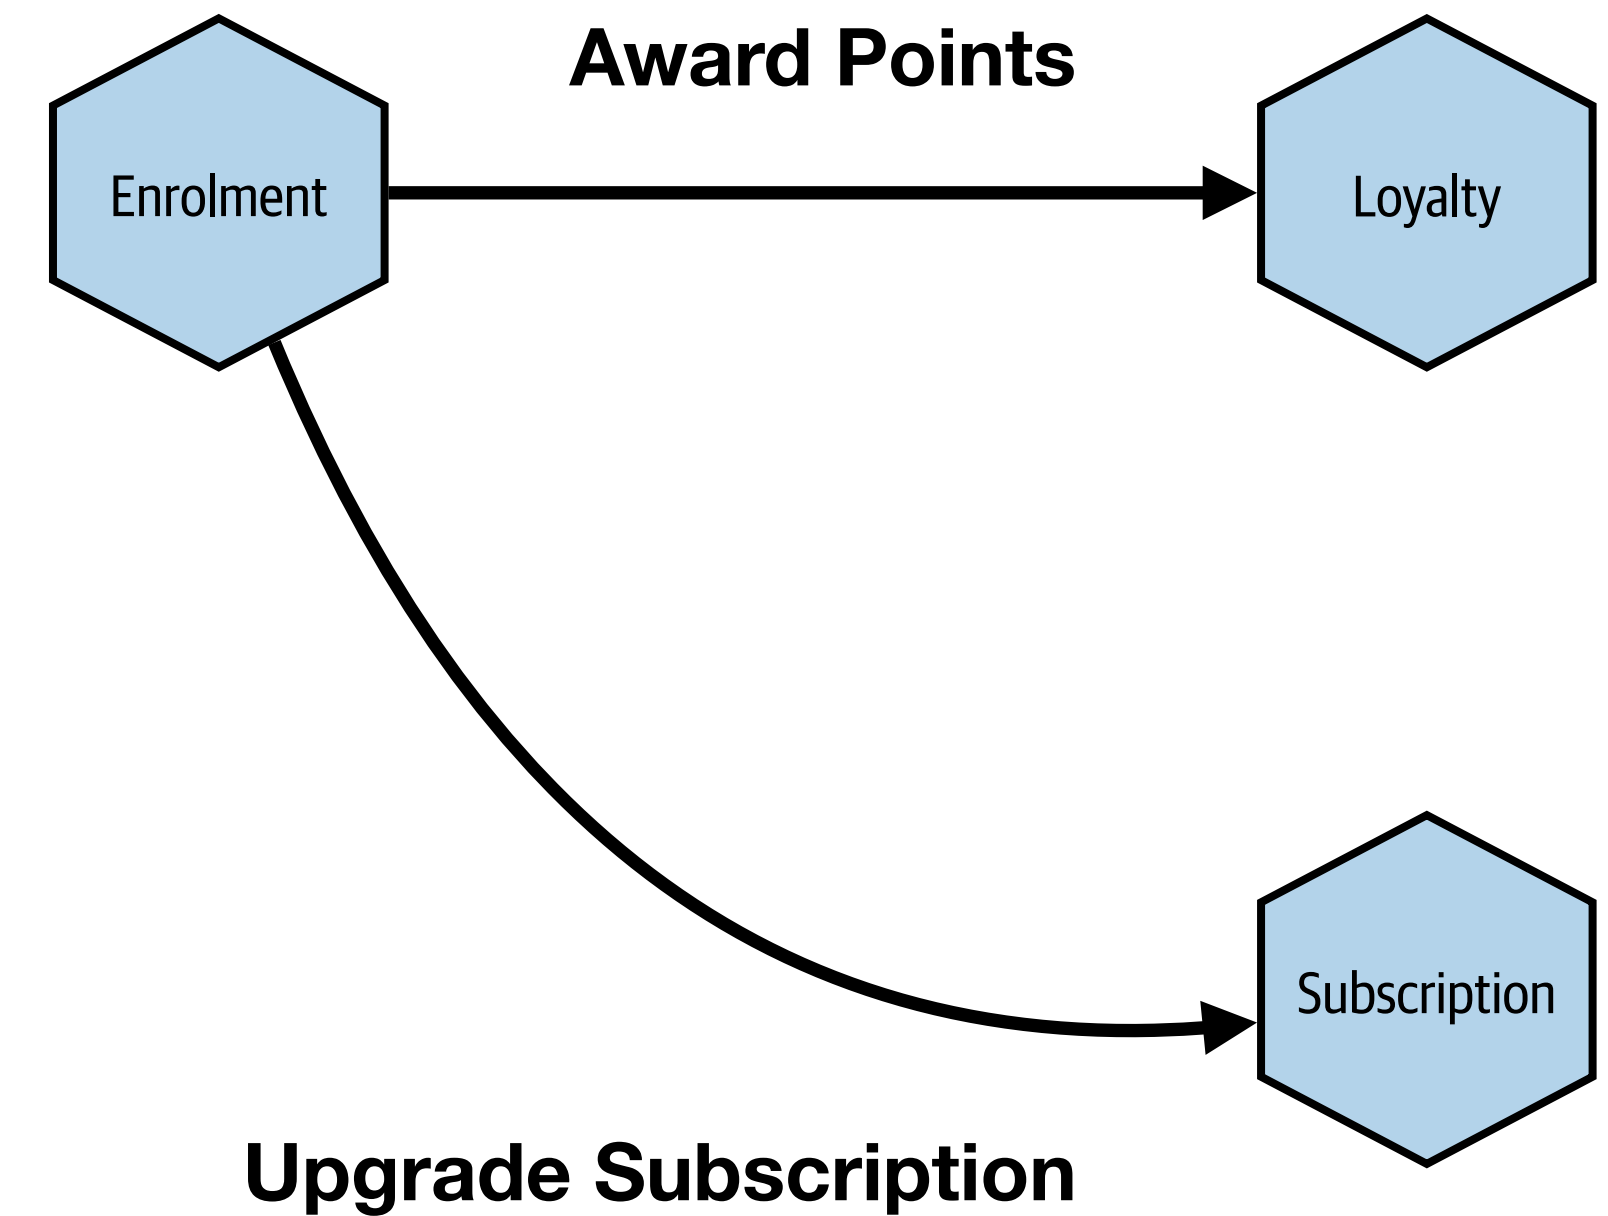 Award Points
Enrolment
Loyalty
Subscription
Upgrade Subscription